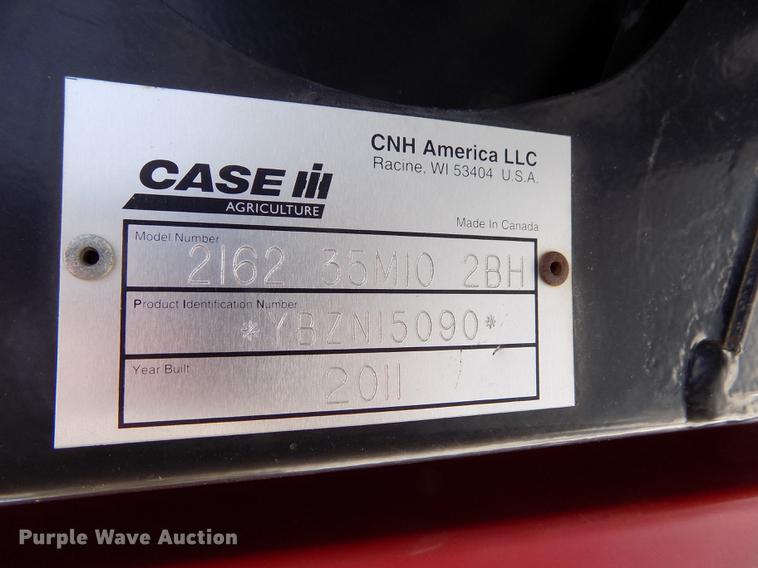 CNH America LLC
Racine, WI 53404 U.S.A.
CASE IH
AGRICULTURE
Made In Canada
Model Number
2162 35M10 2BH
Product Identification Number
*YBZN15090*
Year Built
2011
Purple Wave Auction